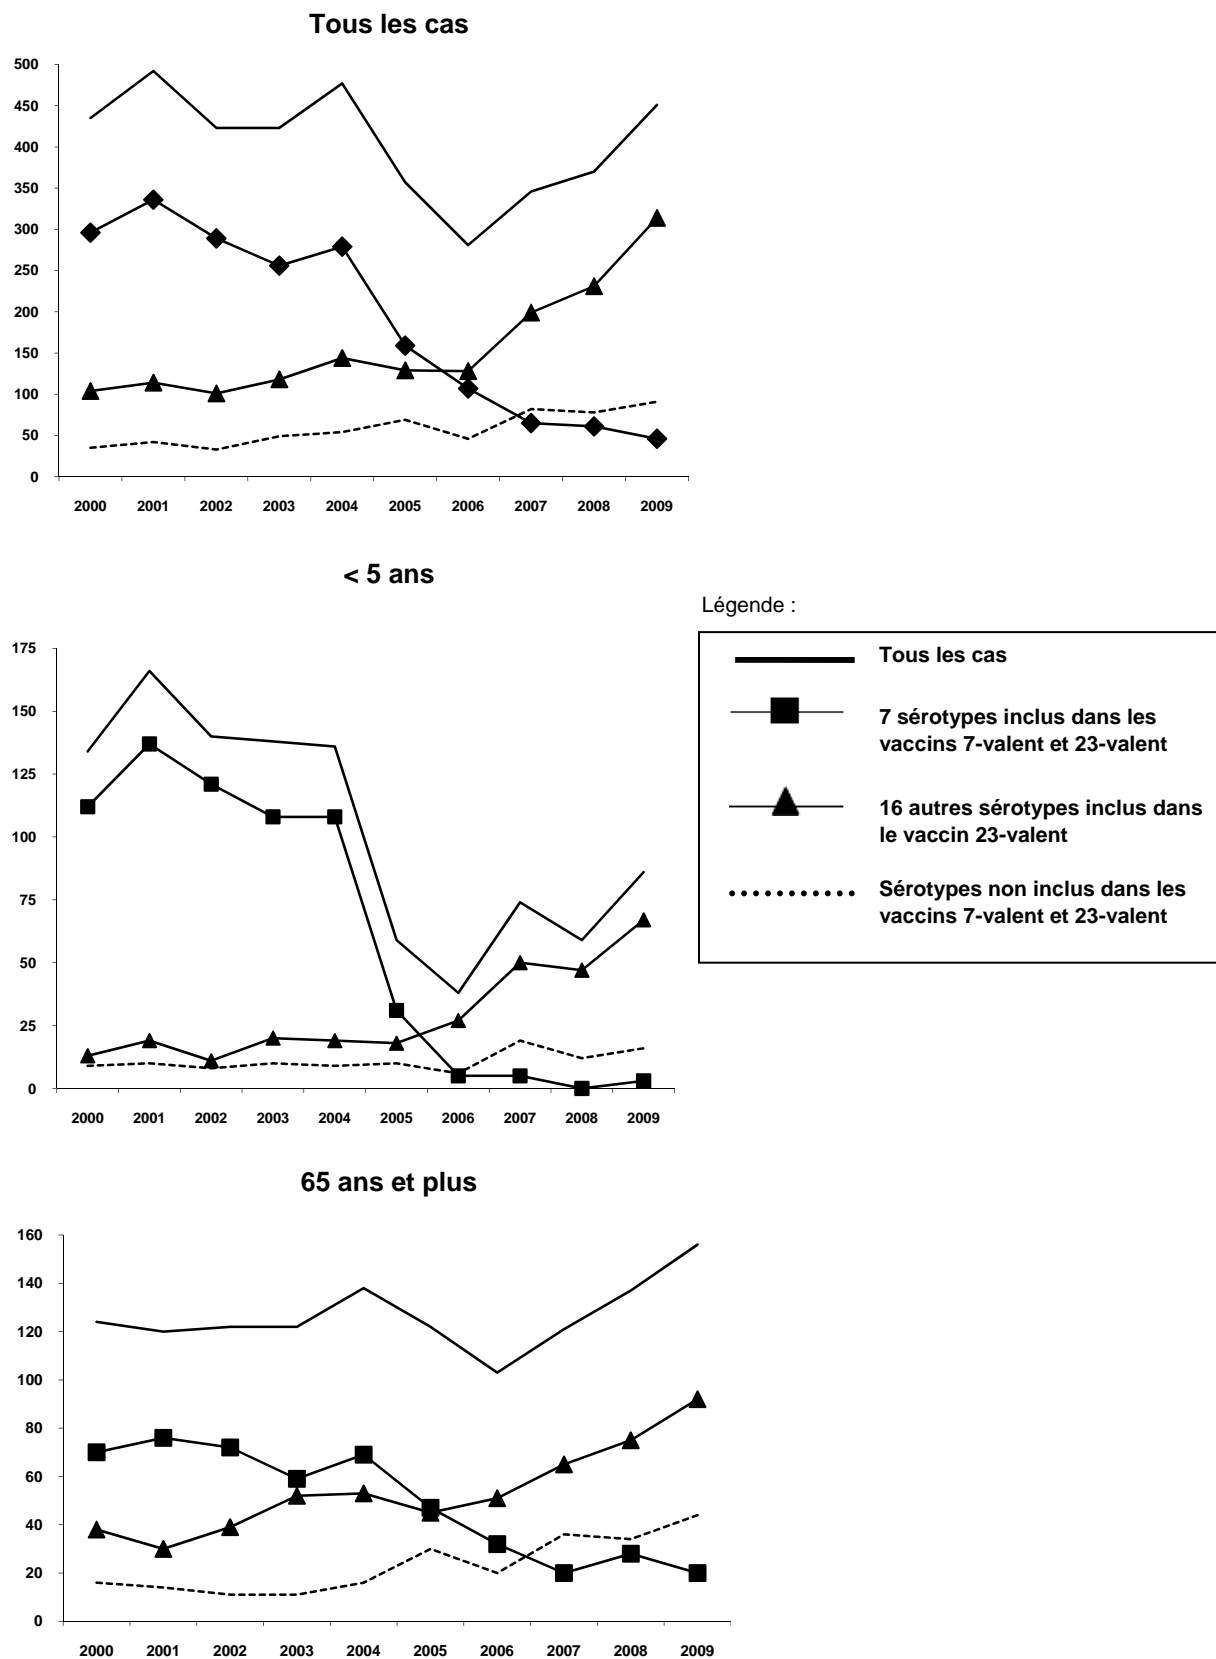 Tous les cas
500
450
400
350
300
250
200
150
100
50
0
2000 2001 2002 2003 2004 2005 2006 2007 2008 2009
< 5 ans
175
150
125
100
75
50
25
0
2000 2001 2002 2003 2004 2005 2006 2007 2008 2009
Légende :
Tous les cas
7 sérotypes inclus dans les
vaccins 7-valent et 23-valent
16 autres sérotypes inclus dans
le vaccin 23-valent
Sérotypes non inclus dans les
vaccins 7-valent et 23-valent
65 ans et plus
160
140
120
100
80
60
40
20
0
2000 2001 2002 2003 2004 2005 2006 2007 2008 2009